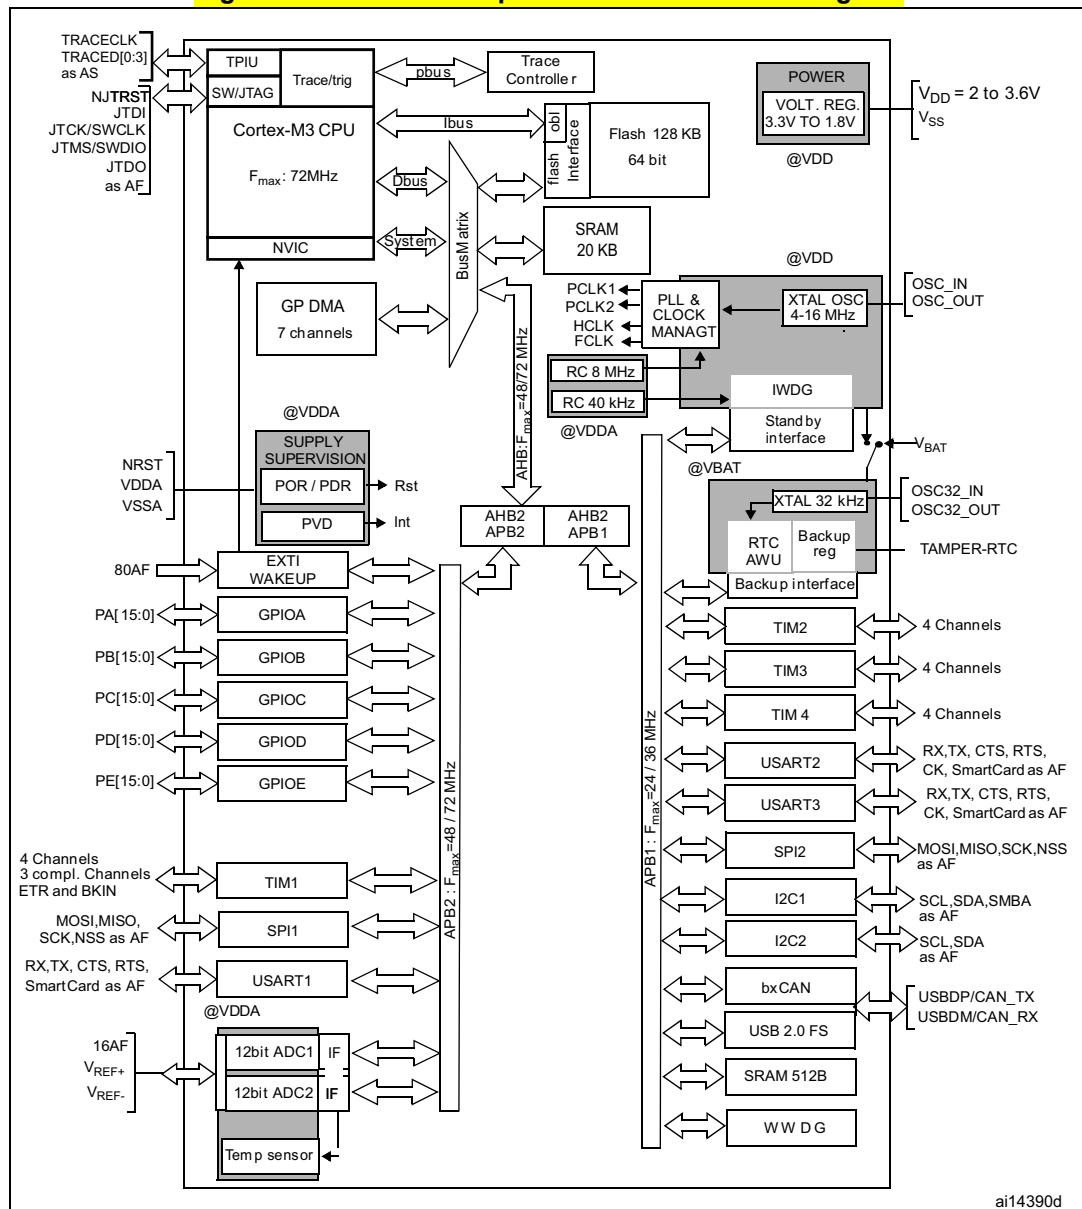 TRACECLK
TRACED[0:3]
as AS
NJTRST
JTDI
JTCK/SWCLK
JTMS/SWDIO
JTDO
as AF
TPIU
SW/JTAG
Trace/trig
Cortex-M3 CPU
Fmax: 72MHz
NVIC
pbus
Trace
Controller
Ibus
Dbus
System
BusMatrix
flash obl
Interface
Flash 128 KB
64 bit
SRAM
20 KB
POWER
VOLT. REG.
3.3V TO 1.8V
@VDD
VDD = 2 to 3.6V
VSS
GP DMA
7 channels
AHB:Fmax=48/72 MHz
@VDD
PCLK1
PCLK2
HCLK
FCLK
PLL &
CLOCK
MANAGT
XTAL OSC
4-16 MHz
OSC_IN
OSC_OUT
RC 8 MHz
RC 40 kHz
@VDDA
IWDG
Standby
interface
VBAT
@VBAT
@VDDA
SUPPLY
SUPERVISION
POR / PDR
PVD
Rst
Int
NRST
VDDA
VSSA
AHB2
APB2
AHB2
APB1
XTAL 32 kHz
OSC32_IN
OSC32_OUT
RTC
AWU
Backup
reg
TAMPER-RTC
Backup interface
80AF
EXTI
WAKEUP
PA[15:0]
GPIOA
PB[15:0]
GPIOB
PC[15:0]
GPIOC
PD[15:0]
GPIOD
PE[15:0]
GPIOE
4 Channels
3 compl. Channels
ETR and BKIN
TIM1
MOSI,MISO,
SCK,NSS as AF
SPI1
RX,TX, CTS, RTS,
SmartCard as AF
USART1
@VDDA
16AF
VREF+
VREF-
12bit ADC1
IF
12bit ADC2
IF
Temp sensor
APB2 : Fmax=48 / 72 MHz
APB1 : Fmax=24 / 36 MHz
TIM2
4 Channels
TIM3
4 Channels
TIM 4
4 Channels
USART2
RX,TX, CTS, RTS,
CK, SmartCard as AF
USART3
RX,TX, CTS, RTS,
CK, SmartCard as AF
SPI2
MOSI,MISO,SCK,NSS
as AF
I2C1
SCL,SDA,SMBA
as AF
I2C2
SCL,SDA
as AF
bxCAN
USBDP/CAN_TX
USBDM/CAN_RX
USB 2.0 FS
SRAM 512B
WWDG
ai14390d